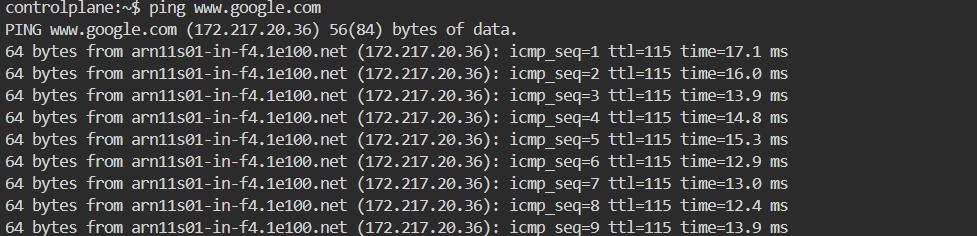 controlplane:~$ ping www.google.com
PING www.google.com (172.217.20.36) 56(84) bytes of data.
64 bytes from arn11s01-in-f4.1e100.net (172.217.20.36): icmp_seq=1 ttl=115 time=17.1 ms
64 bytes from arn11s01-in-f4.1e100.net (172.217.20.36): icmp_seq=2 ttl=115 time=16.0 ms
64 bytes from arn11s01-in-f4.1e100.net (172.217.20.36): icmp_seq=3 ttl=115 time=13.9 ms
64 bytes from arn11s01-in-f4.1e100.net (172.217.20.36): icmp_seq=4 ttl=115 time=14.8 ms
64 bytes from arn11s01-in-f4.1e100.net (172.217.20.36): icmp_seq=5 ttl=115 time=15.3 ms
64 bytes from arn11s01-in-f4.1e100.net (172.217.20.36): icmp_seq=6 ttl=115 time=12.9 ms
64 bytes from arn11s01-in-f4.1e100.net (172.217.20.36): icmp_seq=7 ttl=115 time=13.0 ms
64 bytes from arn11s01-in-f4.1e100.net (172.217.20.36): icmp_seq=8 ttl=115 time=12.4 ms
64 bytes from arn11s01-in-f4.1e100.net (172.217.20.36): icmp_seq=9 ttl=115 time=13.9 ms